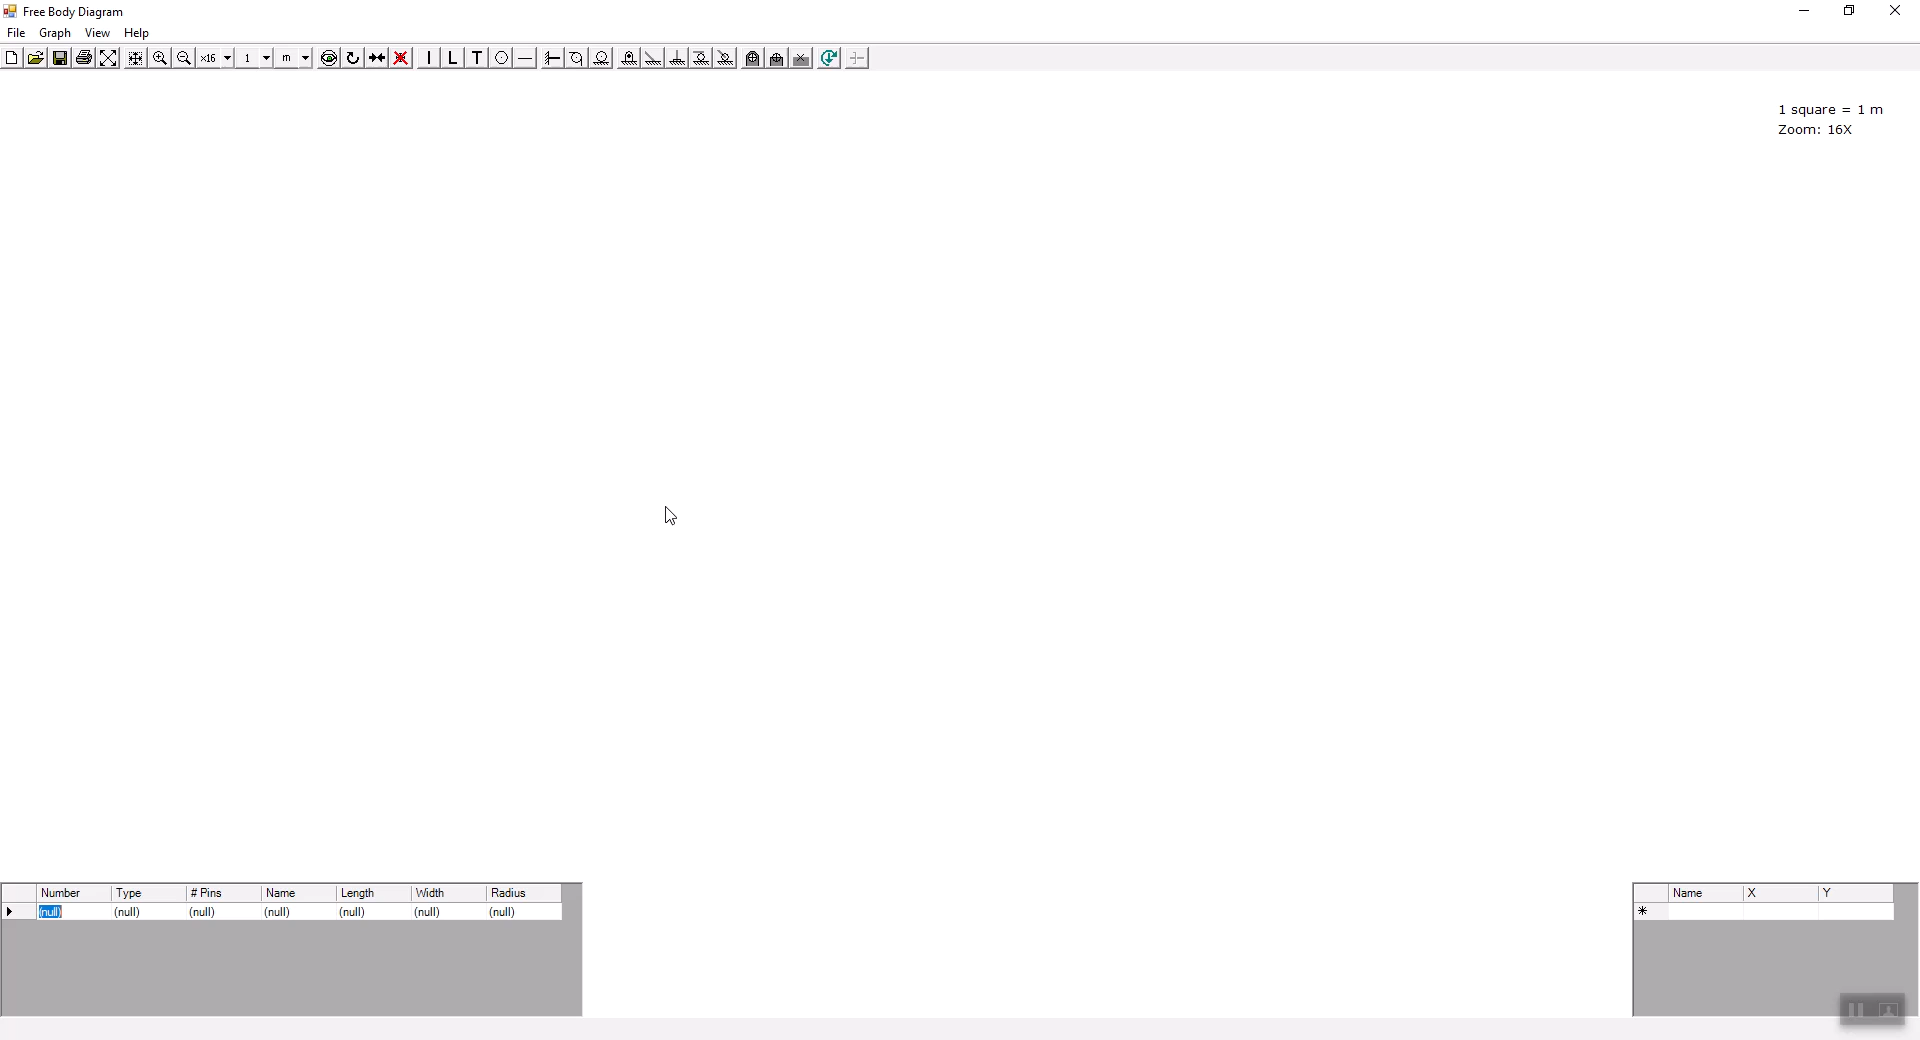 Free Body Diagram
File Graph View Help
x16 1 m
1 square = 1 m
Zoom: 16X
Number Type # Pins Name Length Width Radius
(null) (null) (null) (null) (null) (null) (null)
Name X Y